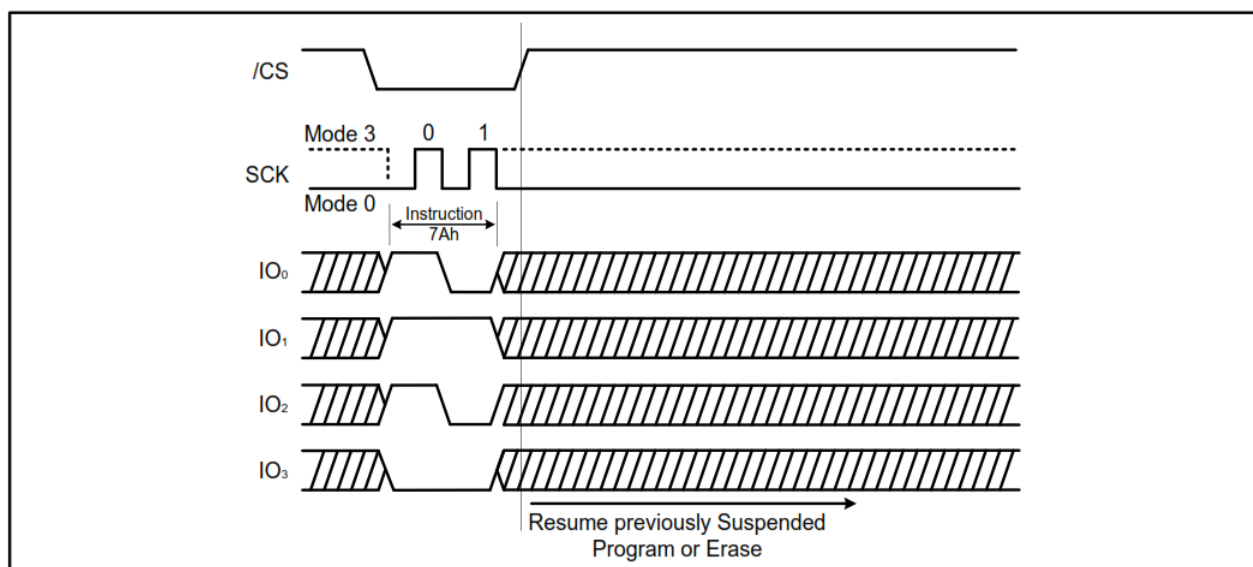 /CS
Mode 3 0 1
SCK
Mode 0
Instruction
7Ah
IO₀
IO₁
IO₂
IO₃
Resume previously Suspended
Program or Erase